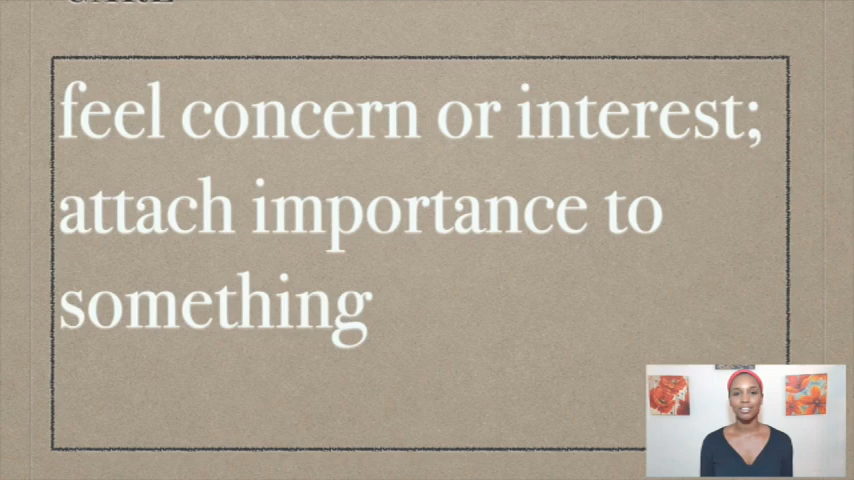 feel concern or interest;
attach importance to
something